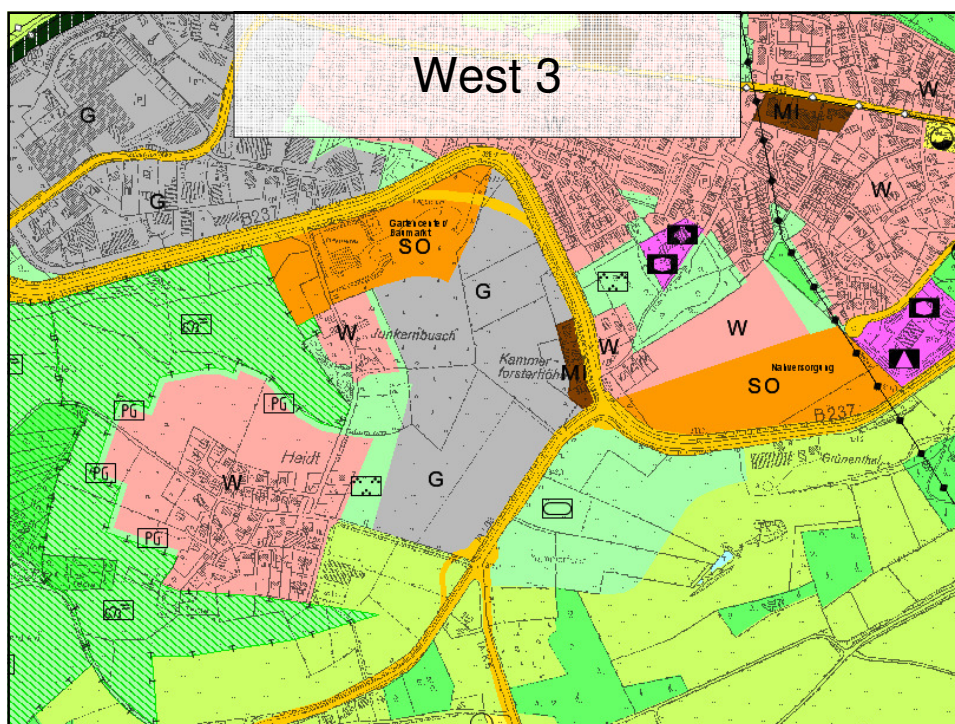 West 3
G
MI
W
G
W
B237
Gartencenter/
Baumarkt
SO
G
W
Junkernbusch
W
Kammer
forsterhöhe
W
MI
Nahversorgung
SO
B237
PG
PG
Heidt
Grünenthal
PG
W
G
PG